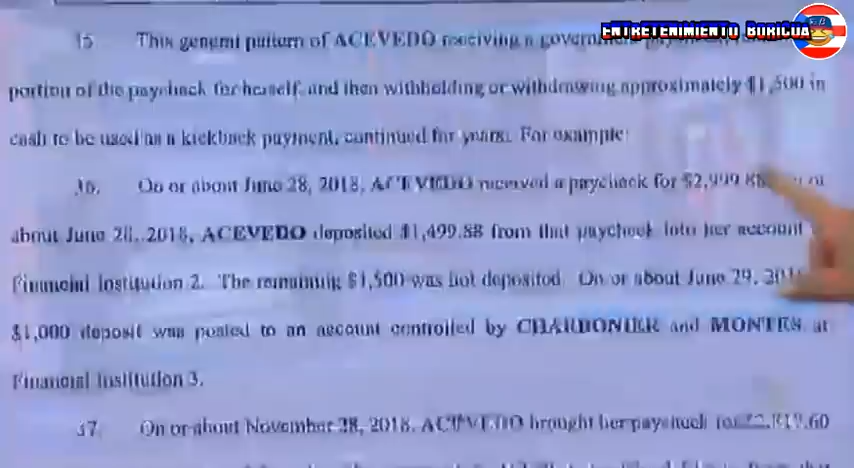 ENTRETENIMIENTO BORICUA
35 This general pattern of ACEVEDO receiving a government
portion of the paycheck for herself, and then withholding or withdrawing approximately $1,500 in
cash to be used as a kickback payment, continued for years. For example:
36. On or about June 28, 2018, ACEVEDO received a paycheck for $2,999.88. or
about June 28, 2018, ACEVEDO deposited $1,499.88 from that paycheck into her account
Financial Institution 2. The remaining $1,500 was not deposited. On or about June 29,
$1,000 deposit was posted to an account controlled by CHARBONIER and MONTES at
Financial Institution 3.
37. On or about November 28, 2018, ACEVEDO brought her paycheck for